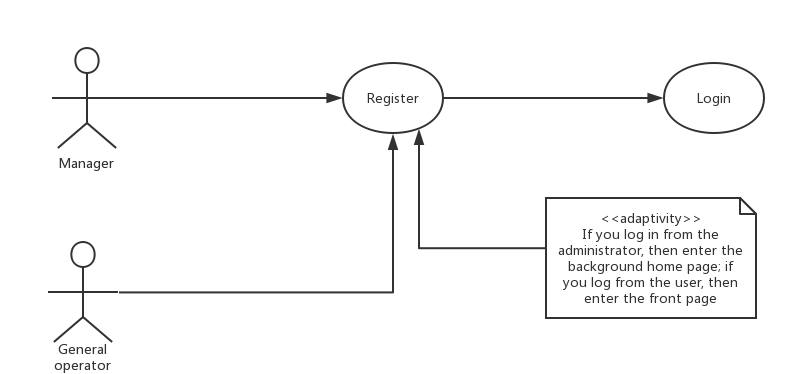 Register
Login
Manager
<<adaptivity>>
If you log in from the
administrator, then enter the
background home page; if
you log from the user, then
enter the front page
General
operator